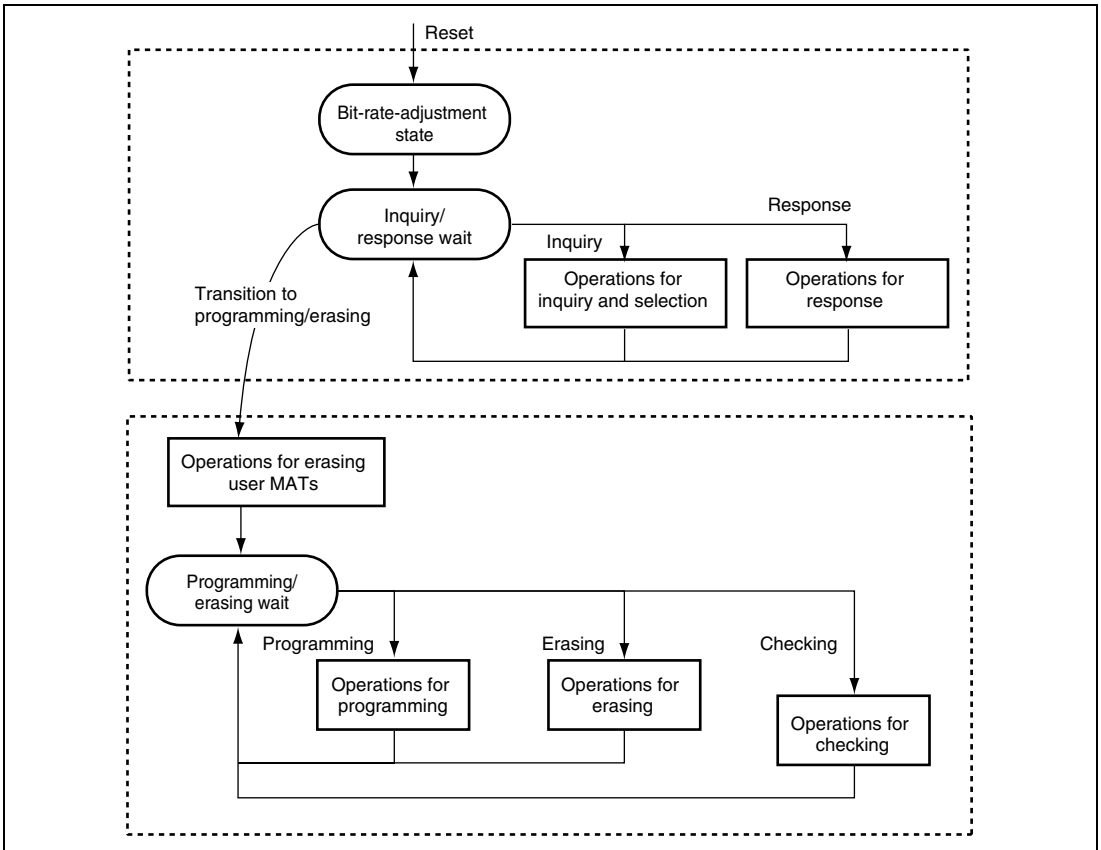 Reset
Bit-rate-adjustment
state
Inquiry/
response wait
Response
Inquiry
Operations for
inquiry and selection
Operations for
response
Transition to
programming/erasing
Operations for erasing
user MATs
Programming/
erasing wait
Programming
Erasing
Checking
Operations for
programming
Operations for
erasing
Operations for
checking